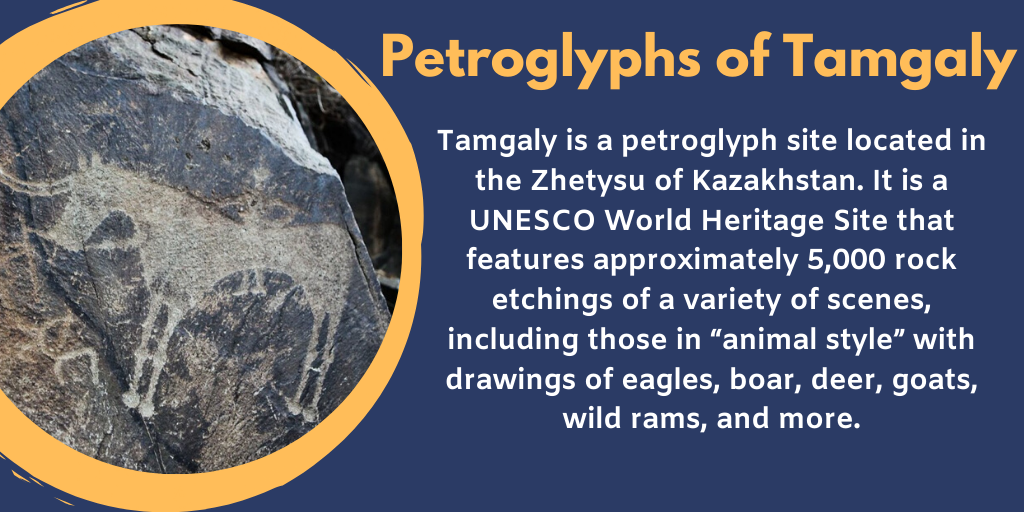 Petroglyphs of Tamgaly
Tamgaly is a petroglyph site located in
the Zhetysu of Kazakhstan. It is a
UNESCO World Heritage Site that
features approximately 5,000 rock
etchings of a variety of scenes,
including those in “animal style” with
drawings of eagles, boar, deer, goats,
wild rams, and more.